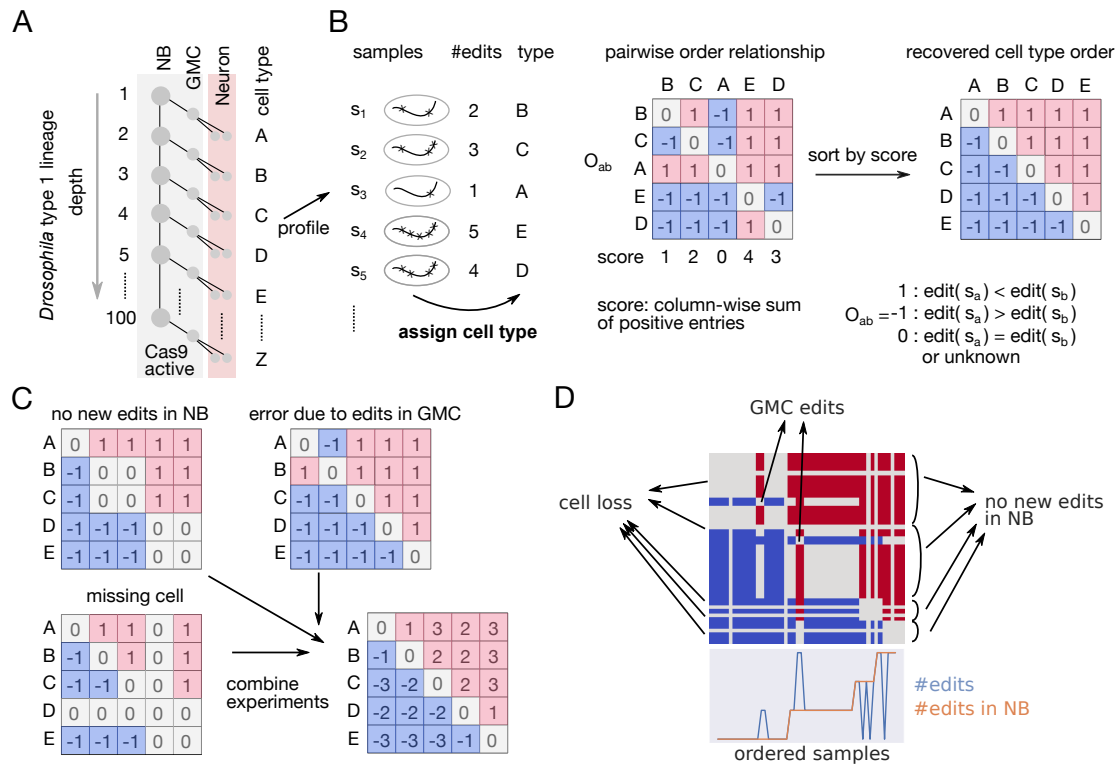 A
NB
GMC
Neuron
cell type
Drosophila type 1 lineage
depth
1
2
3
4
5
100
A
B
C
D
E
Z
Cas9
active
profile
B
samples #edits type
s1 2 B
s2 3 C
s3 1 A
s4 5 E
s5 4 D
assign cell type
pairwise order relationship
B C A E D
B 0 1 -1 1 1
C -1 0 -1 1 1
A 1 1 0 1 1
E -1 -1 -1 0 -1
D -1 -1 -1 1 0
Oab
score 1 2 0 4 3
score: column-wise sum
of positive entries
sort by score
recovered cell type order
A B C D E
A 0 1 1 1 1
B -1 0 1 1 1
C -1 -1 0 1 1
D -1 -1 -1 0 1
E -1 -1 -1 -1 0
1 : edit( sa ) < edit( sb )
Oab = -1 : edit( sa ) > edit( sb )
0 : edit( sa ) = edit( sb )
or unknown
C
no new edits in NB
A 0 1 1 1 1
B -1 0 0 1 1
C -1 0 0 1 1
D -1 -1 -1 0 0
E -1 -1 -1 0 0
error due to edits in GMC
A 0 -1 1 1 1
B 1 0 1 1 1
C -1 -1 0 1 1
D -1 -1 -1 0 1
E -1 -1 -1 -1 0
missing cell
A 0 1 1 0 1
B -1 0 1 0 1
C -1 -1 0 0 1
D 0 0 0 0 0
E -1 -1 -1 0 0
combine
experiments
A 0 1 3 2 3
B -1 0 2 2 3
C -3 -2 0 2 3
D -2 -2 -2 0 1
E -3 -3 -3 -1 0
D
GMC edits
cell loss
no new edits
in NB
#edits
#edits in NB
ordered samples